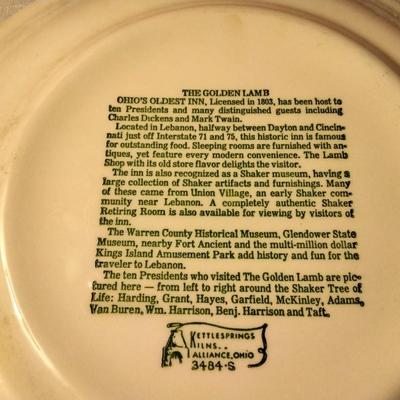 THE GOLDEN LAMB
OHIO'S OLDEST INN, Licensed in 1803, has been host to
ten Presidents and many distinguished guests including
Charles Dickens and Mark Twain.
Located in Lebanon, halfway between Dayton and Cincin-
nati just off Interstate 71 and 75, this historic inn is famous
for outstanding food. Sleeping rooms are furnished with an-
tiques, yet feature every modern convenience. The Lamb
Shop with its old store flavor delights the visitor.
The inn is also recognized as a Shaker museum, having a
large collection of Shaker artifacts and furnishings. Many
of these came from Union Village, an early Shaker com-
munity near Lebanon. A completely authentic Shaker
Retiring Room is also available for viewing by visitors of
the inn.
The Warren County Historical Museum, Glendower State
Museum, nearby Fort Ancient and the multi-million dollar
Kings Island Amusement Park add history and fun for the
traveler to Lebanon.
The ten Presidents who visited The Golden Lamb are pic-
tured here — from left to right around the Shaker Tree of
Life: Harding, Grant, Hayes, Garfield, McKinley, Adams,
Van Buren, Wm. Harrison, Benj. Harrison and Taft.
KETTLESPRINGS
KILNS..
ALLIANCE, OHIO
3484-S